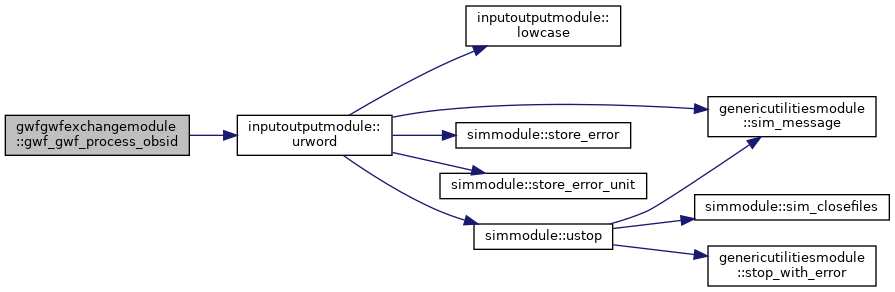 gwfgwfexchangemodule
::gwf_gwf_process_obsid
inputoutputmodule::
urword
inputoutputmodule::
lowcase
simmodule::store_error
simmodule::store_error_unit
simmodule::ustop
genericutilitiesmodule
::sim_message
simmodule::sim_closefiles
genericutilitiesmodule
::stop_with_error